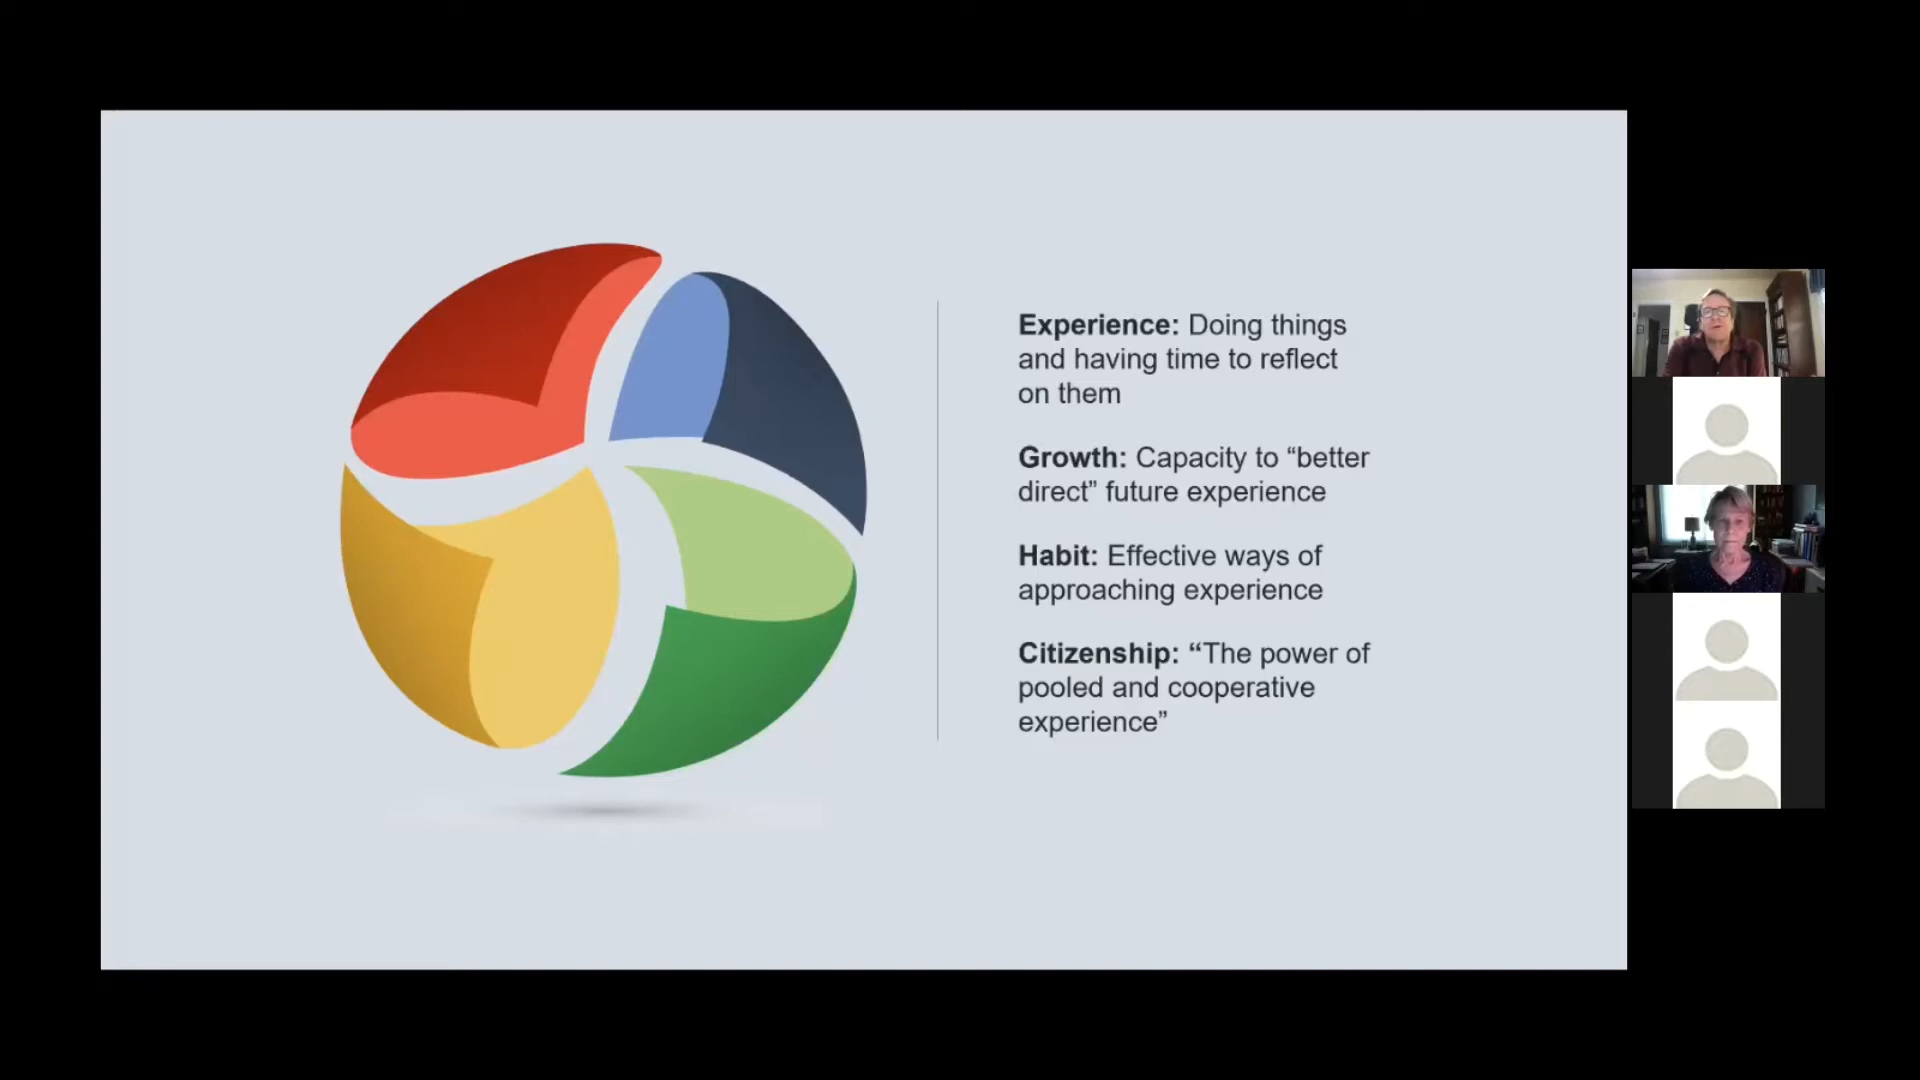 Experience: Doing things
and having time to reflect
on them
Growth: Capacity to “better
direct” future experience
Habit: Effective ways of
approaching experience
Citizenship: “The power of
pooled and cooperative
experience”